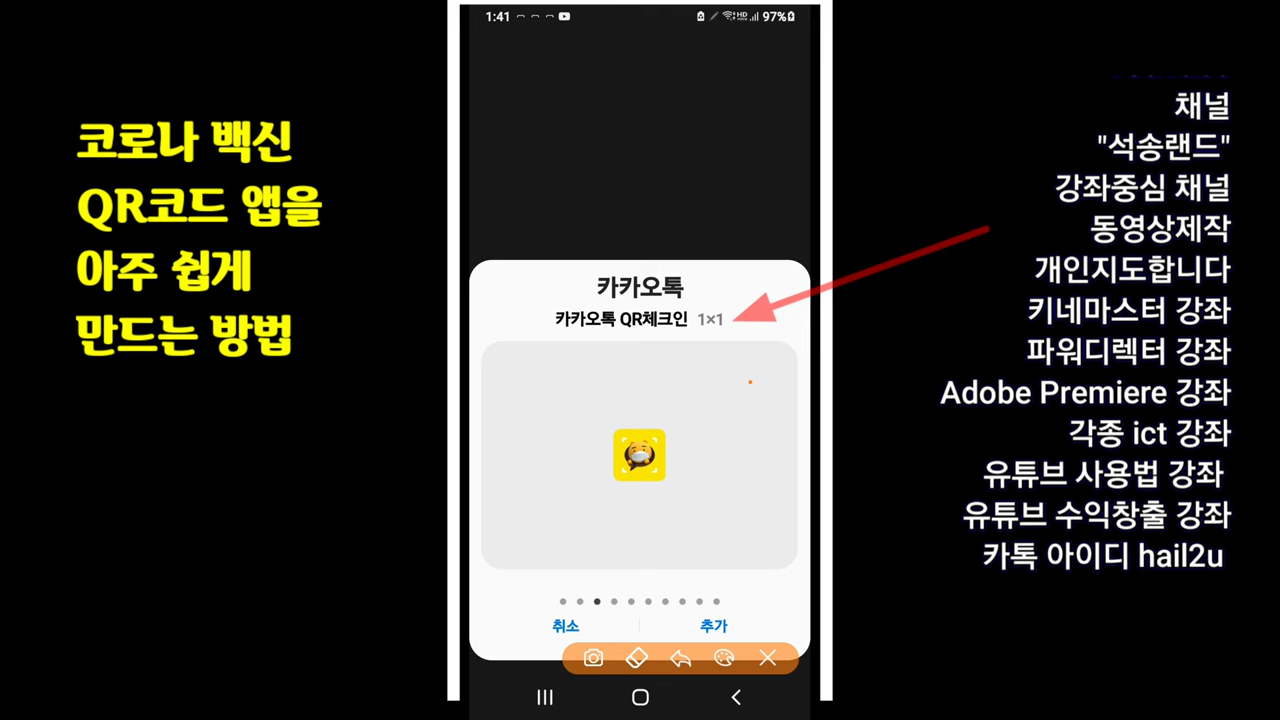 코로나 백신
QR코드 앱을
아주 쉽게
만드는 방법
1:41
97%
카카오톡
카카오톡 QR체크인 1×1
취소
추가
채널
"석송랜드"
강좌중심 채널
동영상제작
개인지도합니다
키네마스터 강좌
파워디렉터 강좌
Adobe Premiere 강좌
각종 ict 강좌
유튜브 사용법 강좌
유튜브 수익창출 강좌
카톡 아이디 hail2u